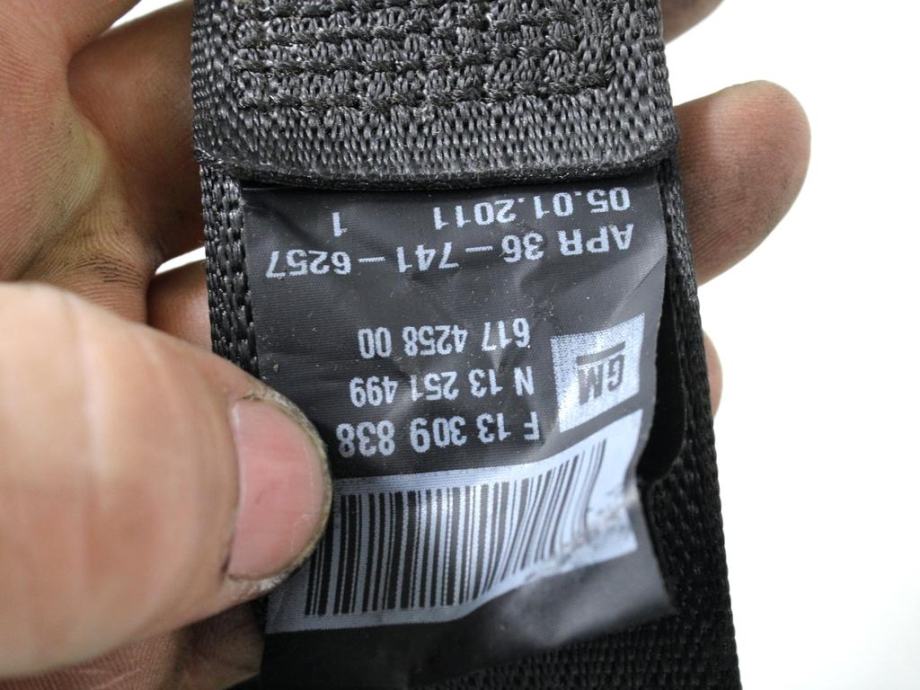 F 13 309 838
GM
N 13 251 499
617 4258 00
APR 36-741-6257
05.01.2011 1